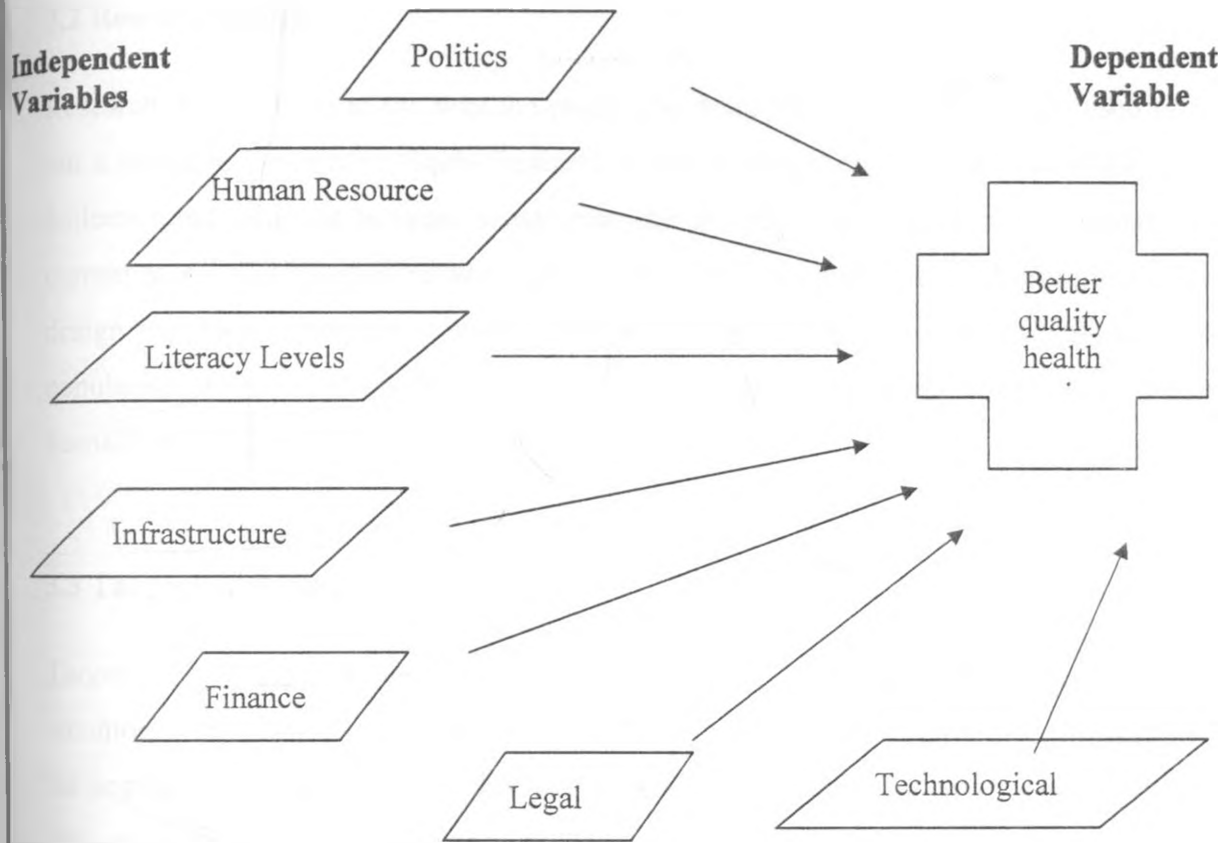 Politics
Independent
Variables
Dependent
Variable
Human Resource
Better
quality
health
Literacy Levels
Infrastructure
Finance
Legal
Technological